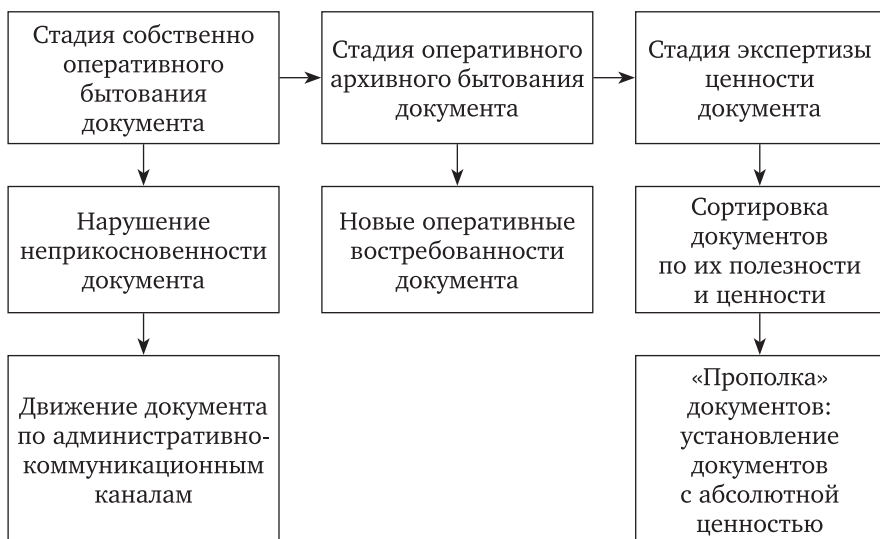 Стадия собственно
оперативного
бытования
документа
Стадия оперативного
архивного бытования
документа
Стадия экспертизы
ценности
документа
Нарушение
неприкосновенности
документа
Новые оперативные
востребованности
документа
Сортировка
документов
по их полезности
и ценности
Движение документа
по административно-
коммуникационным
каналам
«Прополка»
документов:
установление
документов
с абсолютной
ценностью